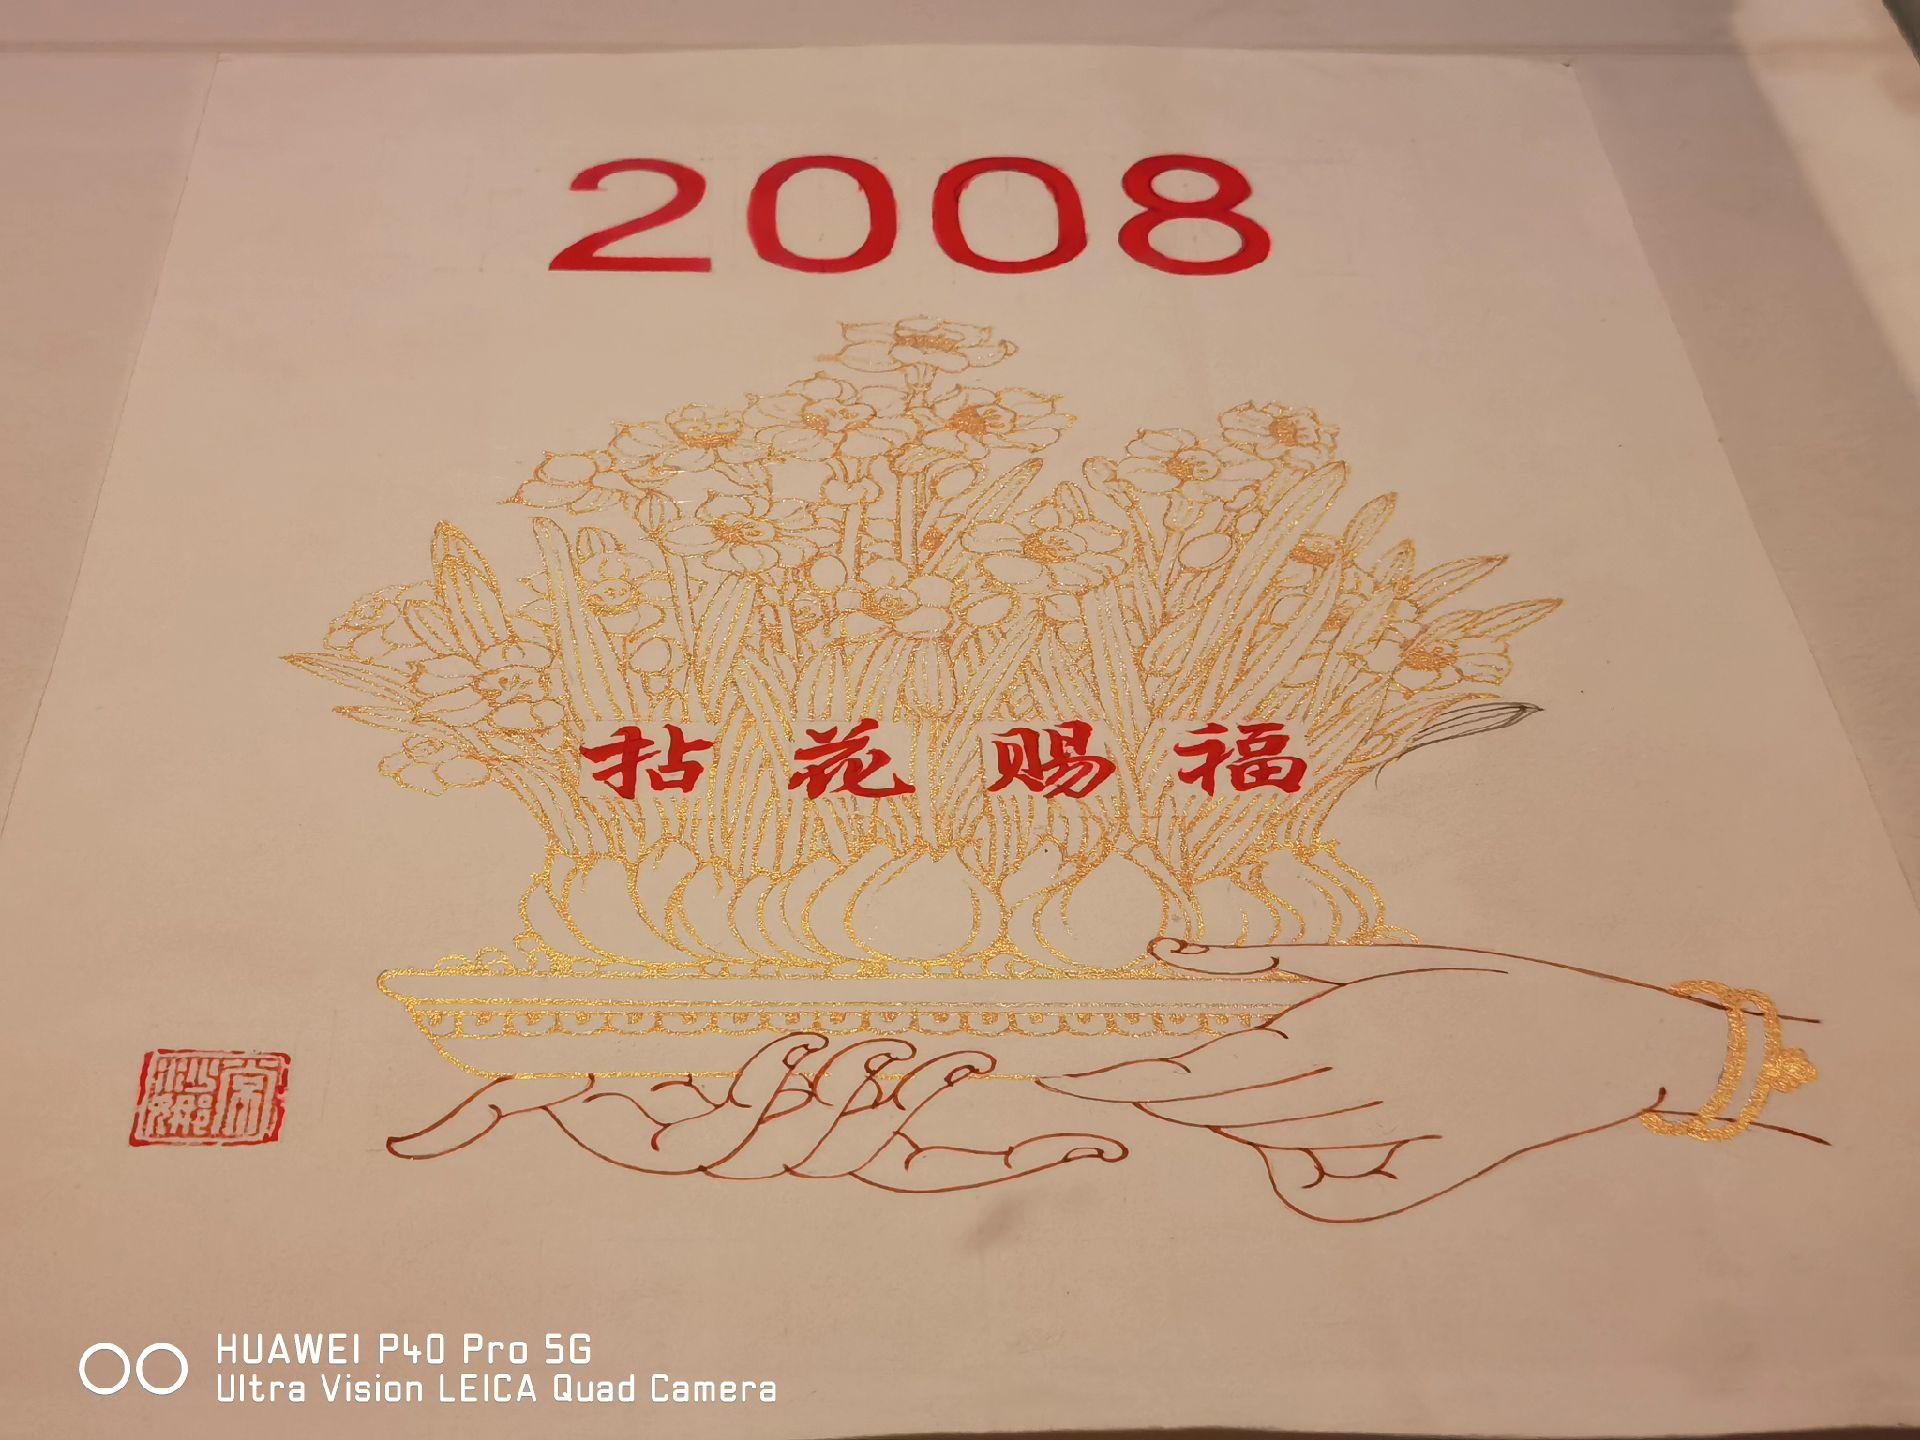 2008
拈花赐福
HUAWEI P40 Pro 5G
Ultra Vision LEICA Quad Camera